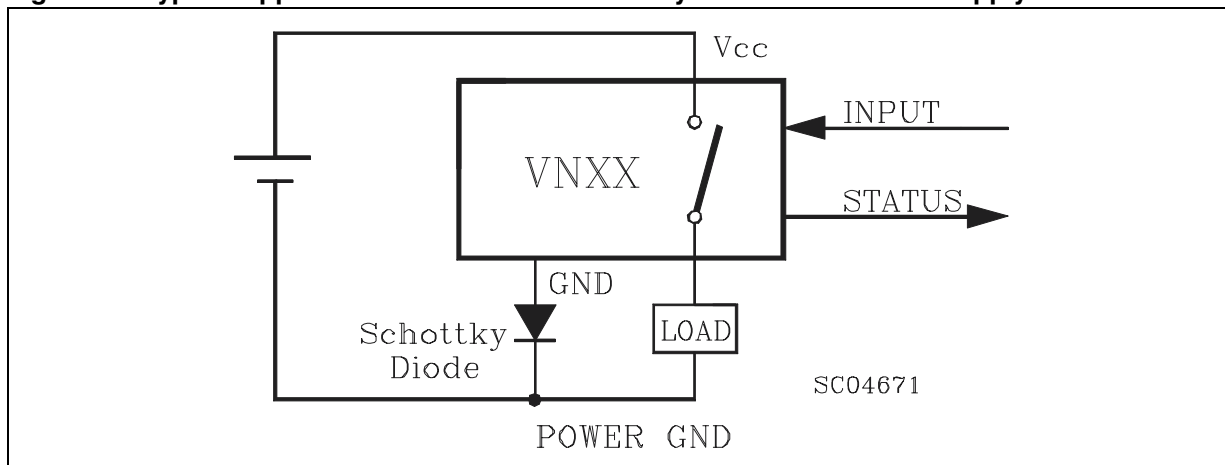 Vcc
INPUT
VNXX
STATUS
GND
Schottky
Diode
LOAD
SC04671
POWER GND